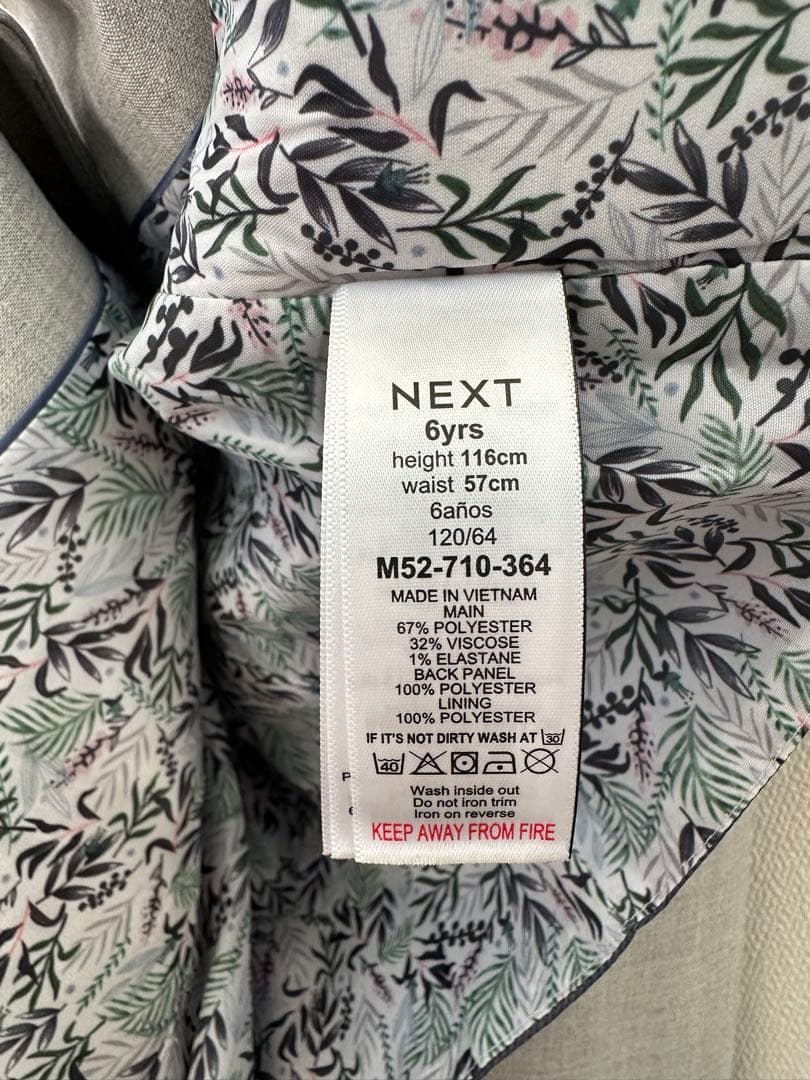 NEXT
6yrs
height 116cm
waist 57cm
6años
120/64
M52-710-364
MADE IN VIETNAM
MAIN
67% POLYESTER
32% VISCOSE
1% ELASTANE
BACK PANEL
100% POLYESTER
LINING
100% POLYESTER
IF IT'S NOT DIRTY WASH AT 30
40
Wash inside out
Do not iron trim
Iron on reverse
KEEP AWAY FROM FIRE